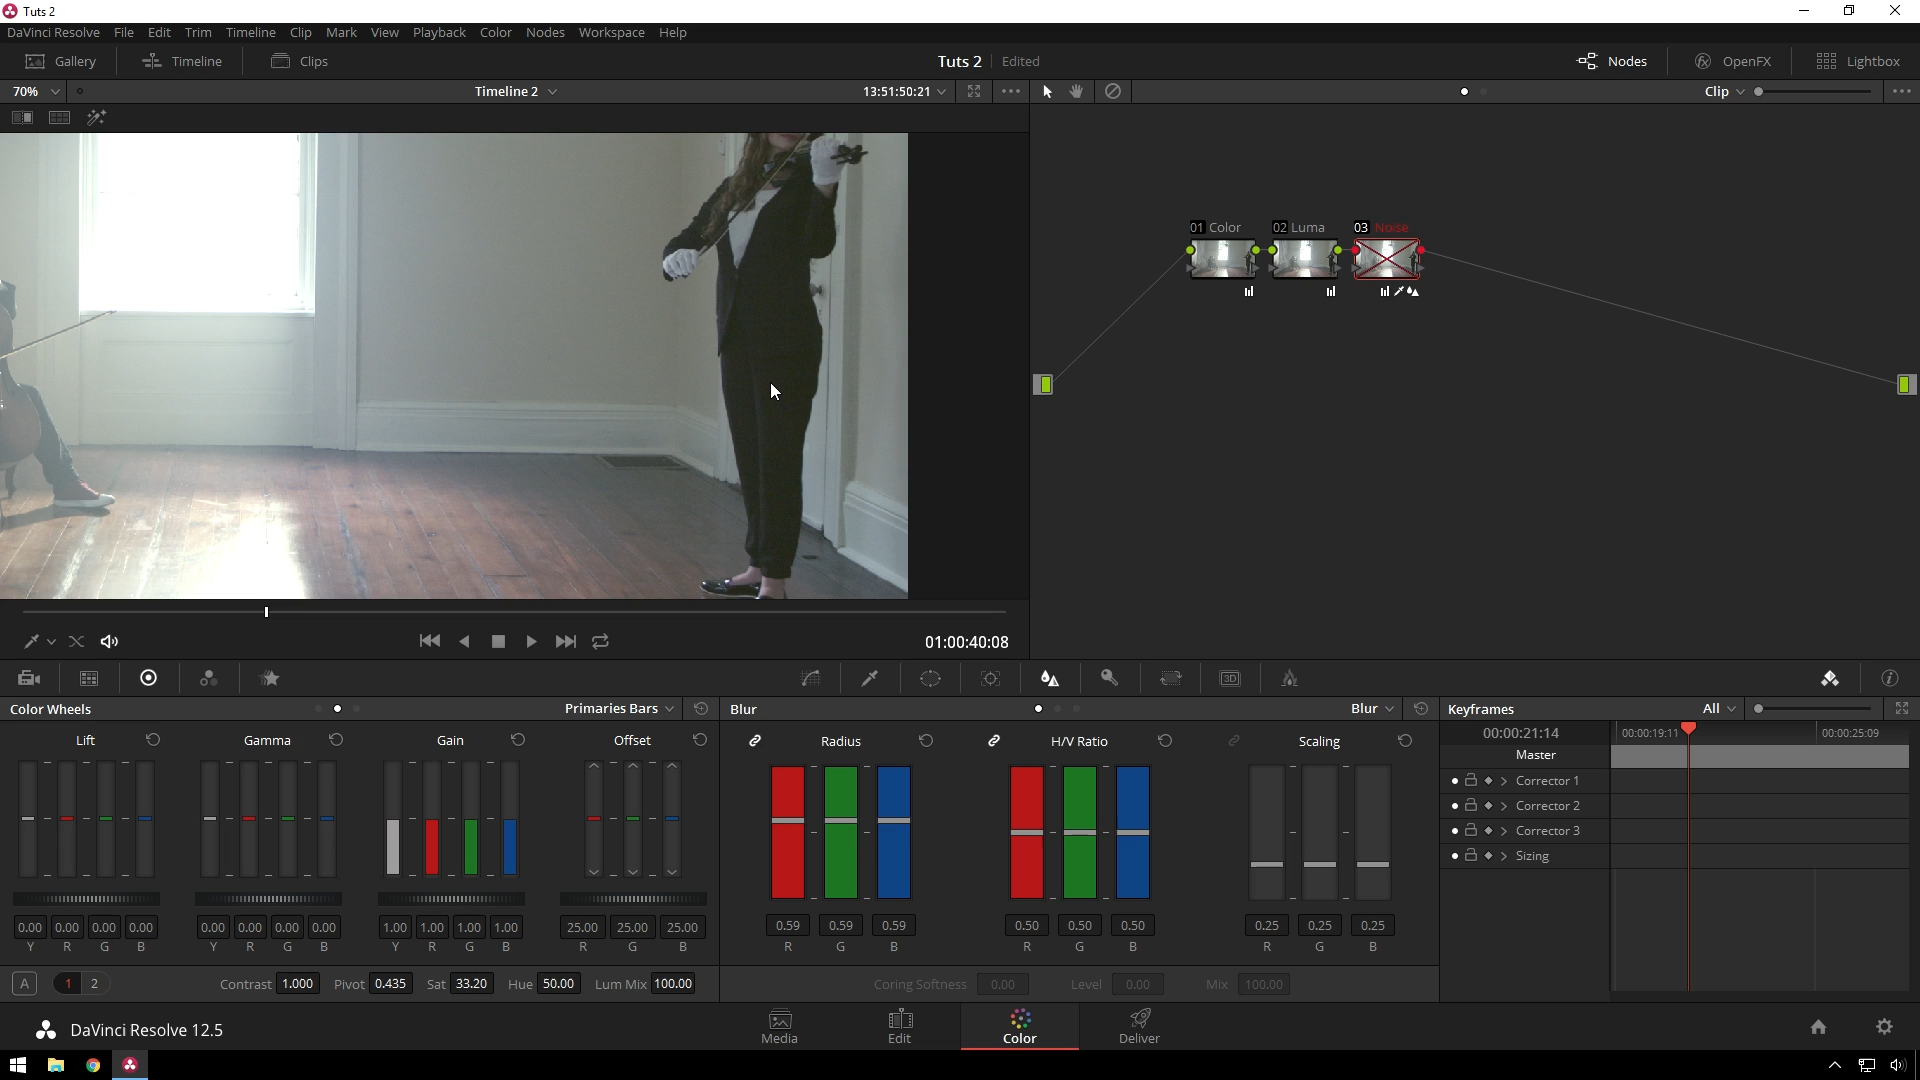 Tuts 2
DaVinci Resolve File Edit Trim Timeline Clip Mark View Playback Color Nodes Workspace Help
Gallery Timeline Clips Tuts 2 Edited Nodes OpenFX Lightbox
70% Timeline 2 13:51:50:21 Clip
01 Color 02 Luma 03 Noise
01:00:40:08
3D
Color Wheels Primaries Bars Blur Blur Keyframes All
Lift Gamma Gain Offset Radius H/V Ratio Scaling
00:00:21:14 00:00:19:11 00:00:25:09
Master
Corrector 1
Corrector 2
Corrector 3
Sizing
0.00 0.00 0.00 0.00 0.00 0.00 0.00 0.00 1.00 1.00 1.00 1.00 25.00 25.00 25.00 0.59 0.59 0.59 0.50 0.50 0.50 0.25 0.25 0.25
Y R G B Y R G B Y R G B R G B R G B R G B R G B
A 1 2 Contrast 1.000 Pivot 0.435 Sat 33.20 Hue 50.00 Lum Mix 100.00 Coring Softness 0.00 Level 0.00 Mix 100.00
DaVinci Resolve 12.5 Media Edit Color Deliver